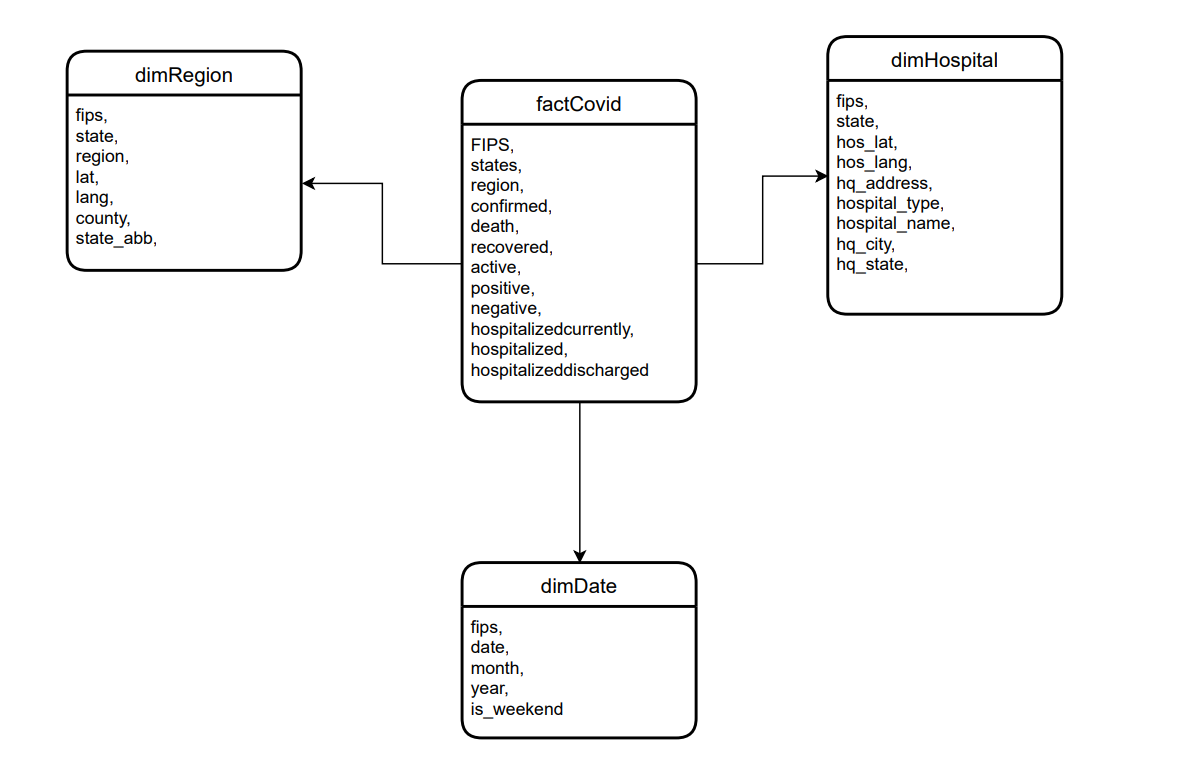 dimRegion
fips,
state,
region,
lat,
lang,
county,
state_abb,
factCovid
FIPS,
states,
region,
confirmed,
death,
recovered,
active,
positive,
negative,
hospitalizedcurrently,
hospitalized,
hospitalizeddischarged
dimHospital
fips,
state,
hos_lat,
hos_lang,
hq_address,
hospital_type,
hospital_name,
hq_city,
hq_state,
dimDate
fips,
date,
month,
year,
is_weekend